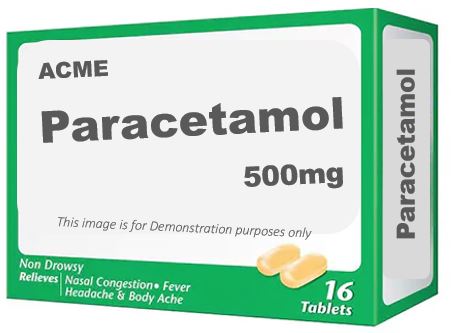 ACME
Paracetamol
500mg
This image is for Demonstration purposes only
Non Drowsy
Relieves Nasal Congestion • Fever
Headache & Body Ache
16
Tablets
Paracetamol